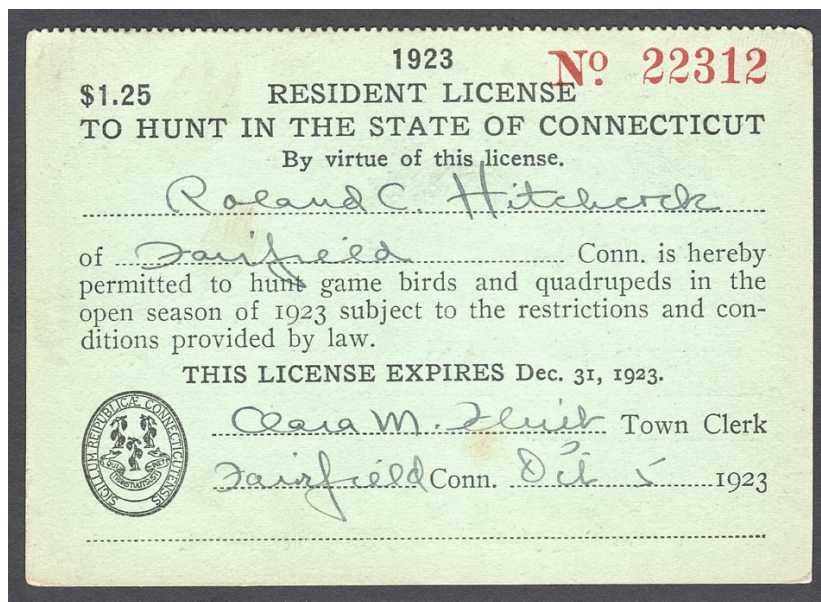 1923
Nº 22312
$1.25 RESIDENT LICENSE
TO HUNT IN THE STATE OF CONNECTICUT
By virtue of this license.
Roland C. Hitchcock
of Fairfield Conn. is hereby
permitted to hunt game birds and quadrupeds in the
open season of 1923 subject to the restrictions and con-
ditions provided by law.
THIS LICENSE EXPIRES Dec. 31, 1923.
Clara M. Town Clerk
Fairfield Conn. Oct 5 1923
SIGILLUM REIPUBLICÆ CONNECTICUTENSIS